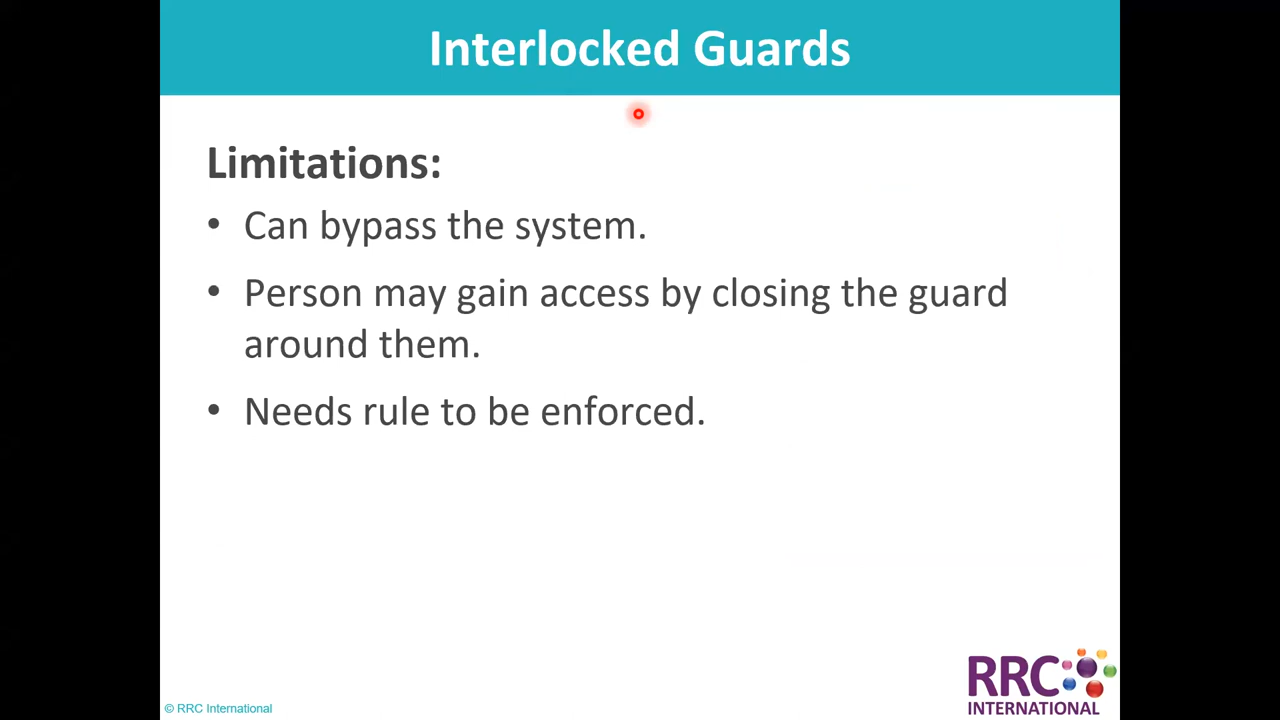 Interlocked Guards
Limitations:
• Can bypass the system.
• Person may gain access by closing the guard
around them.
• Needs rule to be enforced.
RRC
INTERNATIONAL
© RRC International